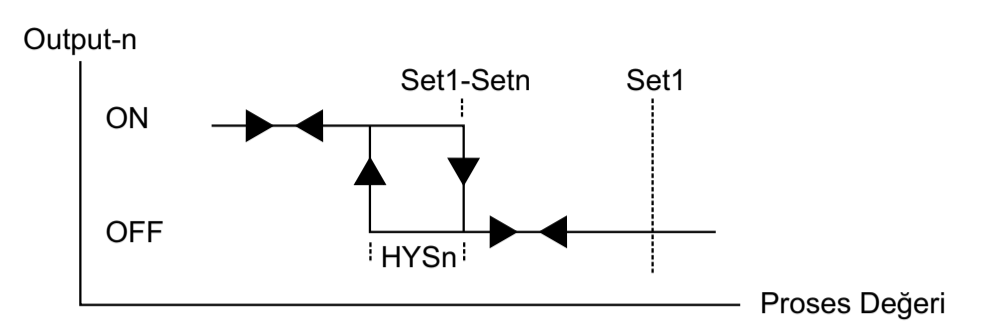 Output-n
Set1-Setn
Set1
ON
OFF
HYSn
Proses Değeri